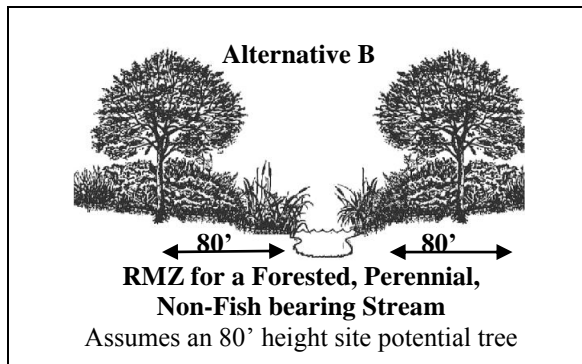 Alternative B
80’ 80’
RMZ for a Forested, Perennial,
Non-Fish bearing Stream
Assumes an 80’ height site potential tree